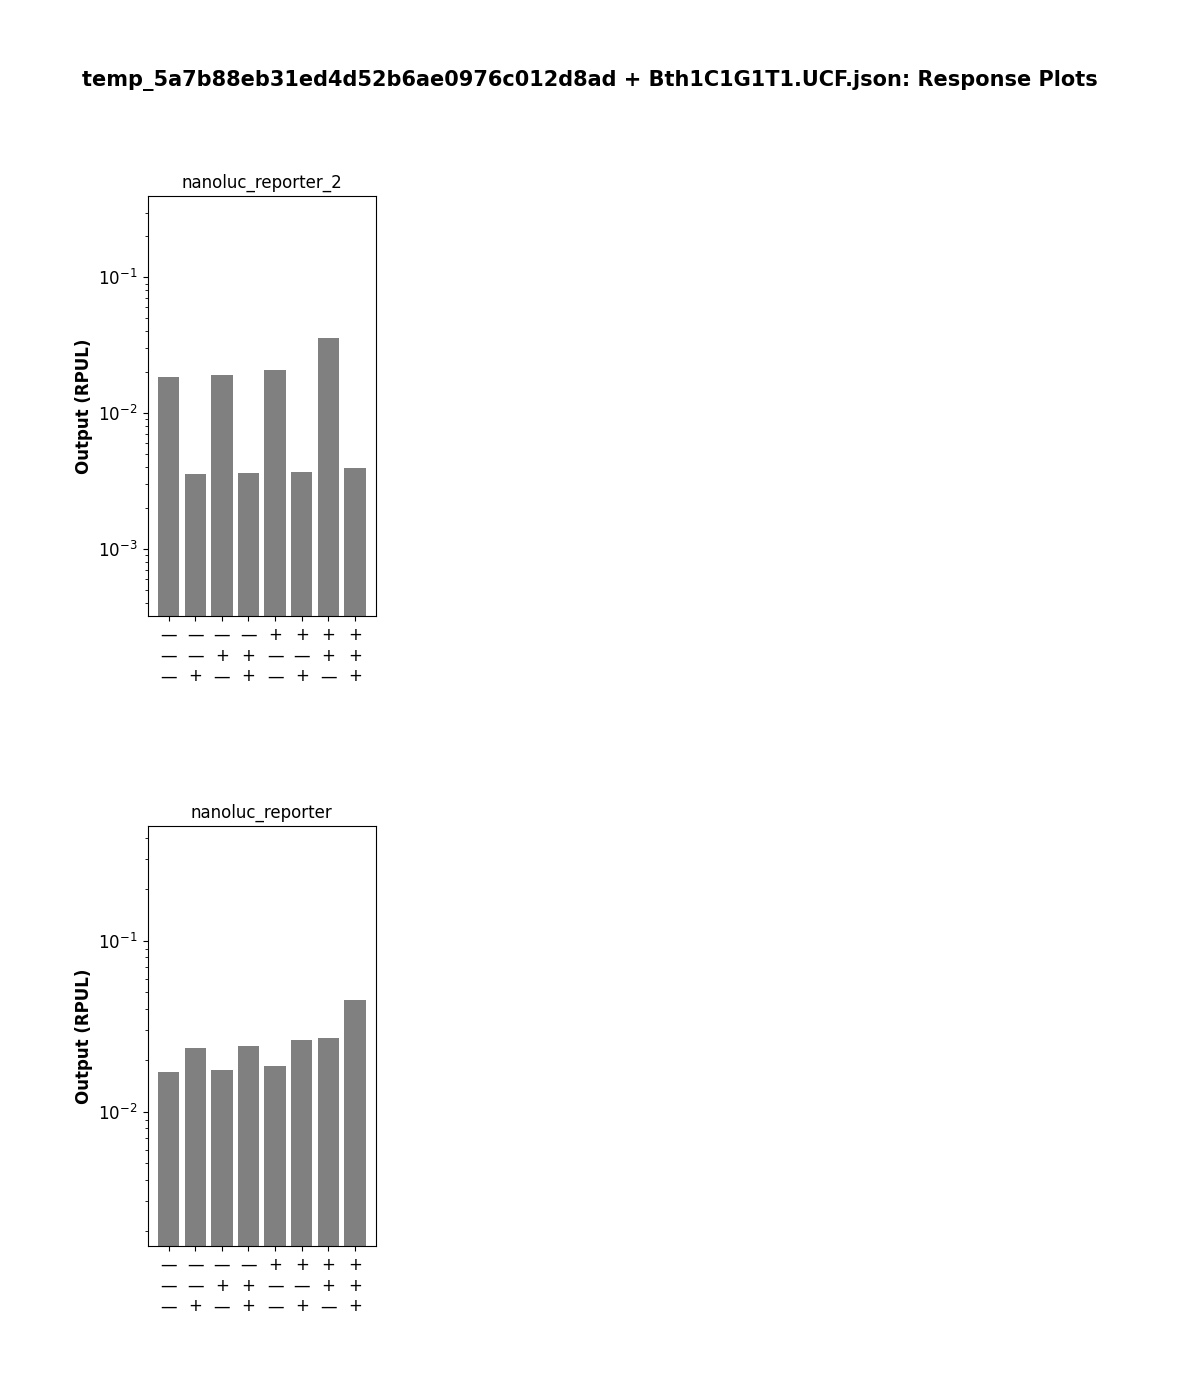 temp_5a7b88eb31ed4d52b6ae0976c012d8ad + Bth1C1G1T1.UCF.json: Response Plots
nanoluc_reporter_2
Output (RPUL)
10⁻¹
10⁻²
10⁻³
— — — — + + + +
— — + + — — + +
— + — + — + — +
nanoluc_reporter
Output (RPUL)
10⁻¹
10⁻²
— — — — + + + +
— — + + — — + +
— + — + — + — +